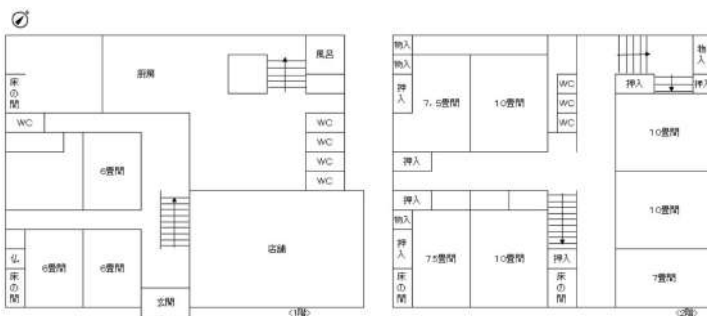 風呂
厨房
床の間
WC
WC
WC
WC
WC
6畳間
店舗
仏
床の間
6畳間
6畳間
玄関
<1階>
物入
物入
押入
7.5畳間
10畳間
WC
WC
WC
物入
押入
押入
10畳間
押入
押入
物入
押入
床の間
7.5畳間
10畳間
押入
床の間
10畳間
7畳間
<2階>